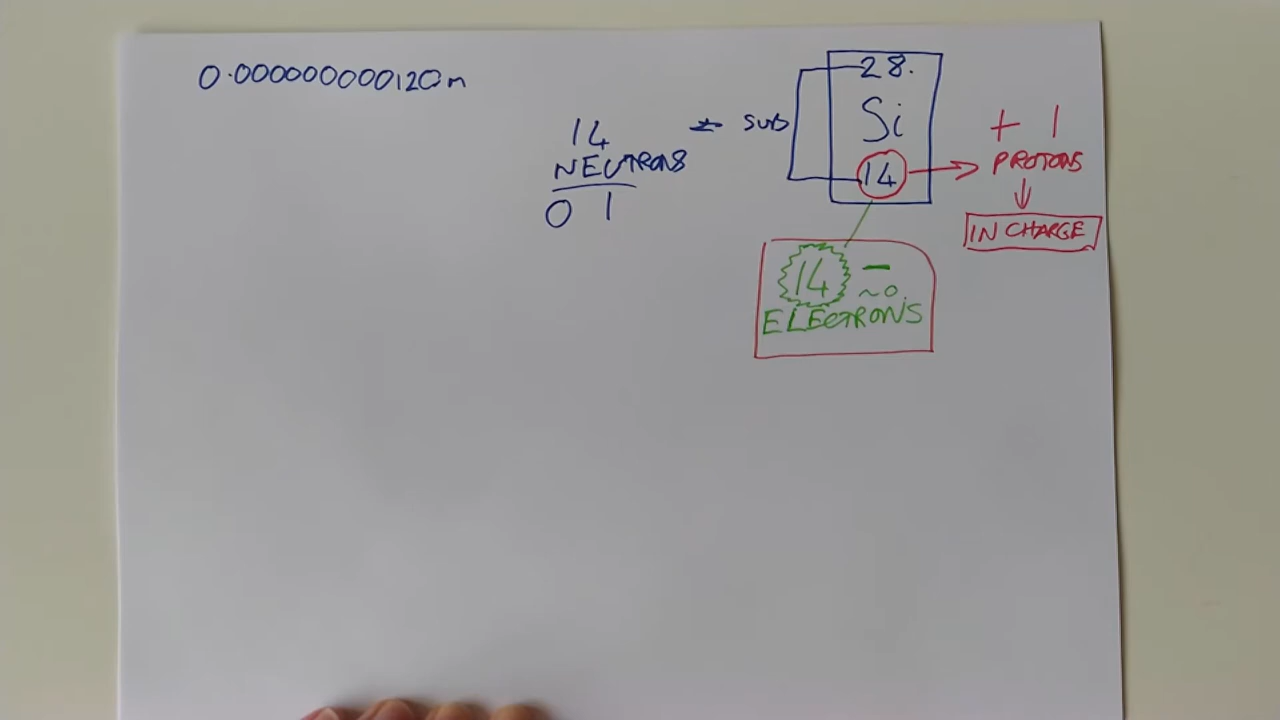 0.000000000120m
28.
Si
14
SUB
14
NEUTRONS
0 1
+ 1
PROTONS
IN CHARGE
14 -
~0
ELECTRONS